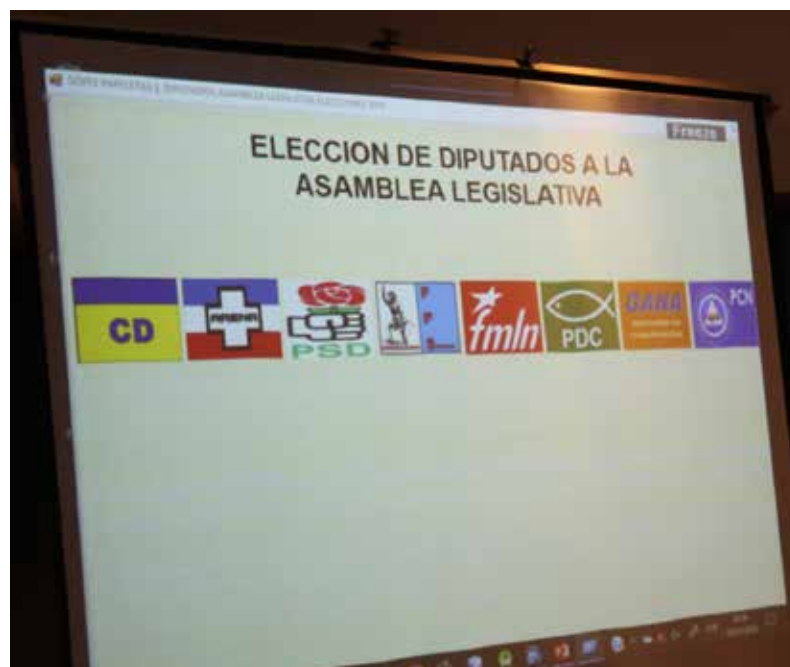 Freeze
ELECCION DE DIPUTADOS A LA
ASAMBLEA LEGISLATIVA
CD
ARENA
PSD
fmln
PDC
GANA
PCN